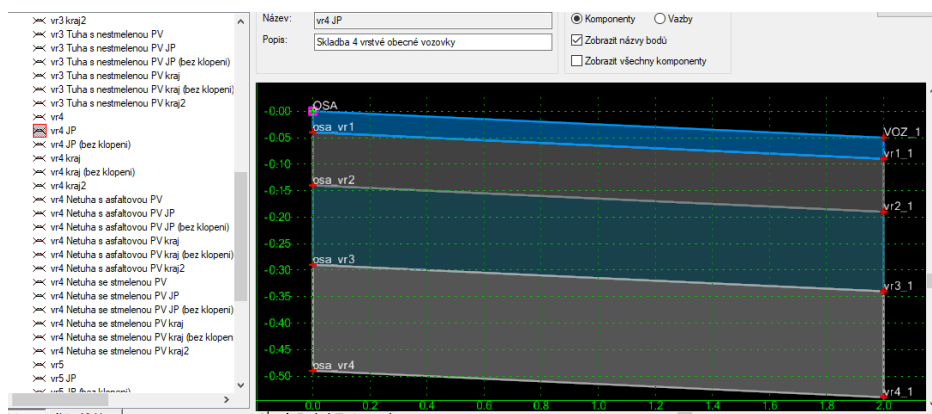 vr3 kraj2
vr3 Tuha s nestmelenou PV
vr3 Tuha s nestmelenou PV JP
vr3 Tuha s nestmelenou PV JP (bez klopeni)
vr3 Tuha s nestmelenou PV kraj
vr3 Tuha s nestmelenou PV kraj (bez klopeni)
vr3 Tuha s nestmelenou PV kraj2
vr4
vr4 JP
vr4 JP (bez klopeni)
vr4 kraj
vr4 kraj (bez klopeni)
vr4 kraj2
vr4 Netuha s asfaltovou PV
vr4 Netuha s asfaltovou PV JP
vr4 Netuha s asfaltovou PV JP (bez klopeni)
vr4 Netuha s asfaltovou PV kraj
vr4 Netuha s asfaltovou PV kraj (bez klopeni)
vr4 Netuha s asfaltovou PV kraj2
vr4 Netuha se stmelenou PV
vr4 Netuha se stmelenou PV JP
vr4 Netuha se stmelenou PV JP (bez klopeni)
vr4 Netuha se stmelenou PV kraj
vr4 Netuha se stmelenou PV kraj (bez klopen
vr4 Netuha se stmelenou PV kraj2
vr5
vr5 JP
Název: vr4 JP
Popis: Skladba 4 vrstvé obecné vozovky
Komponenty Vazby
Zobrazit názvy bodů
Zobrazit všechny komponenty
-0.00 OSA
-0.05 osa_vr1 VOZ_1
-0.10 vr1_1
-0.15 osa_vr2
-0.20 vr2_1
-0.25
-0.30 osa_vr3
-0.35 vr3_1
-0.40
-0.45
-0.50 osa_vr4
vr4_1
0.0 0.2 0.4 0.6 0.8 1.0 1.2 1.4 1.6 1.8 2.0